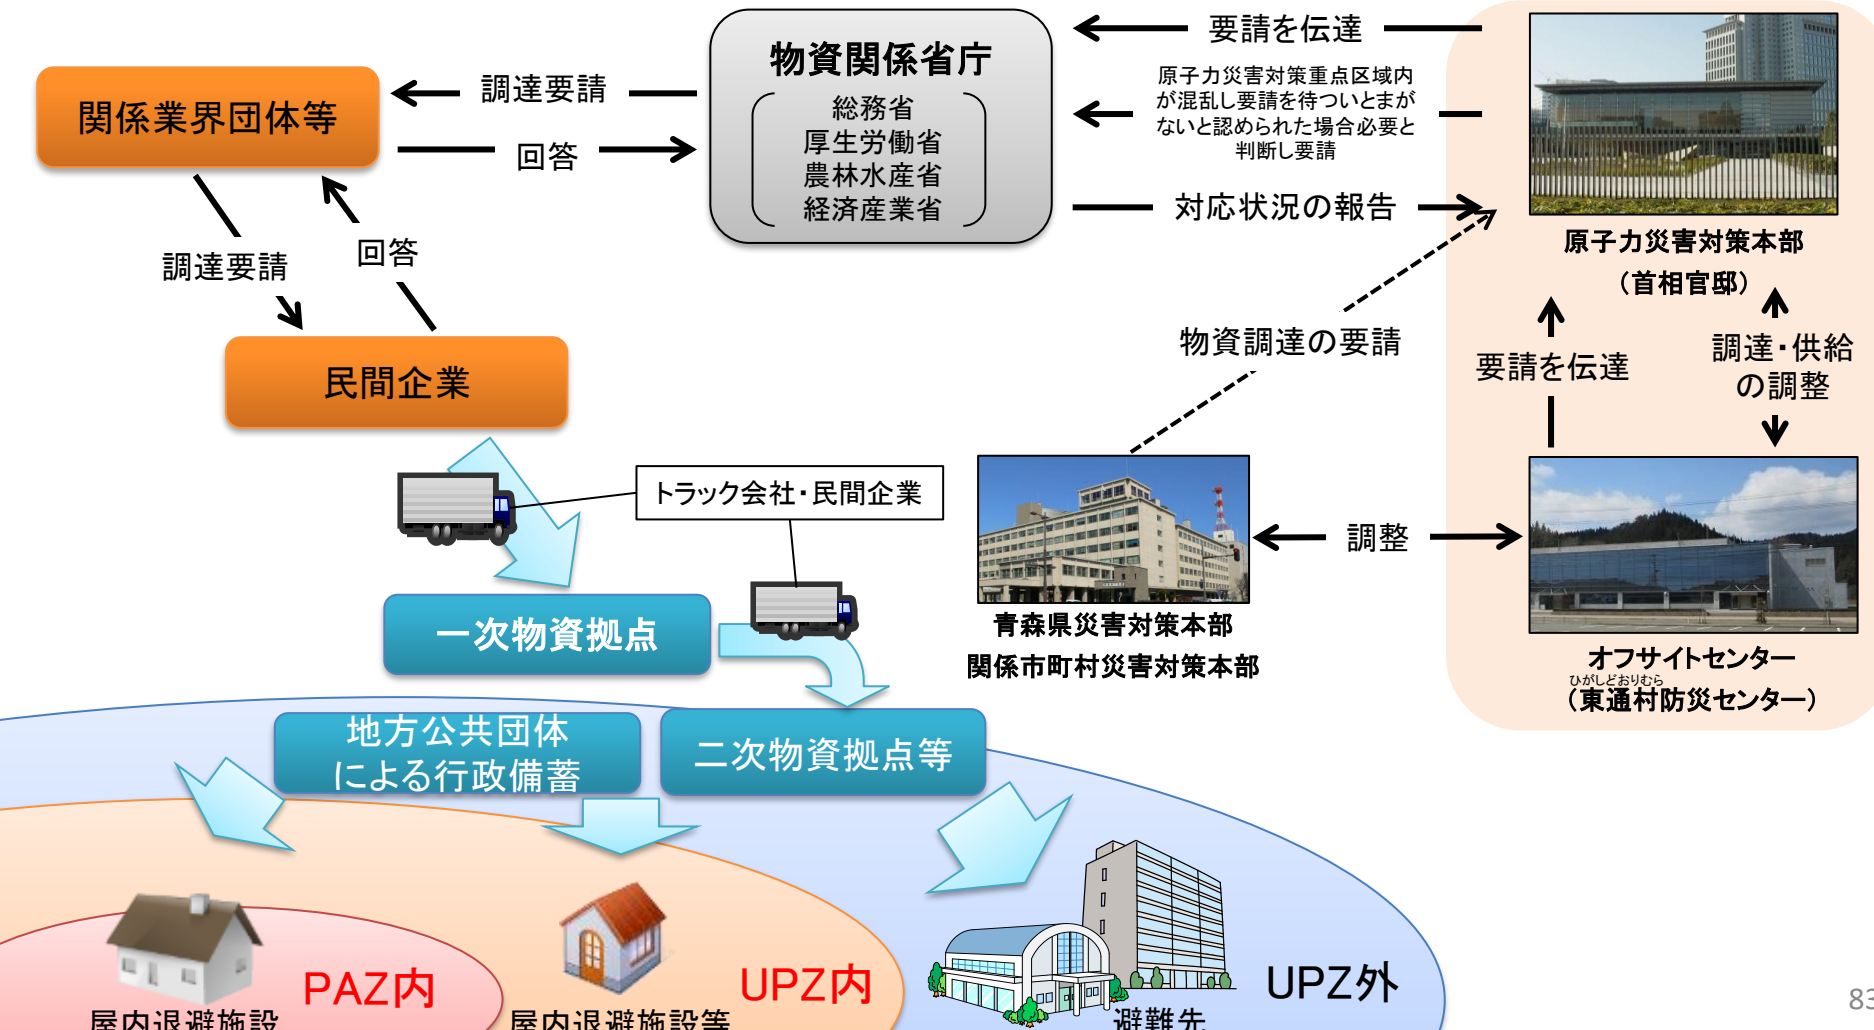 要請を伝達
物資関係省庁
総務省
厚生労働省
農林水産省
経済産業省
調達要請
関係業界団体等
回答
原子力災害対策重点区域内
が混乱し要請を待ついとまが
ないと認められた場合必要と
判断し要請
対応状況の報告
原子力災害対策本部
（首相官邸）
調達要請
回答
民間企業
物資調達の要請
要請を伝達
調達・供給
の調整
トラック会社・民間企業
調整
青森県災害対策本部
関係市町村災害対策本部
オフサイトセンター
ひがしどおりむら
（東通村防災センター）
一次物資拠点
地方公共団体
による行政備蓄
二次物資拠点等
PAZ内
UPZ内
UPZ外
屋内退避施設
屋内退避施設等
避難先
83